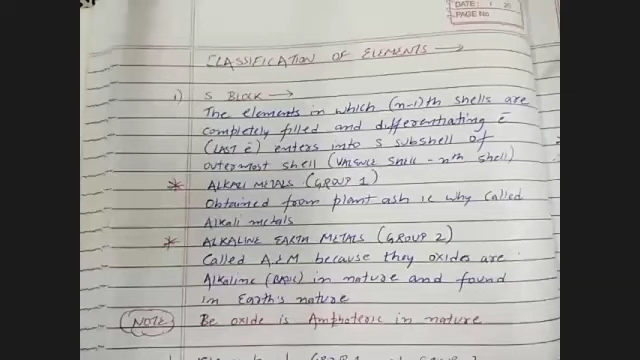 DATE: 
PAGE No
CLASSIFICATION OF ELEMENTS →
1) S BLOCK →
The elements in which (n-1)th shells are
completely filled and differentiating ē
(LAST ē) enters into S subshell of
outermost shell (VALENCE SHELL - nth shell)
* ALKALI METALS (GROUP 1)
Obtained from plant ash ie why called
Alkali metals
* ALKALINE EARTH METALS (GROUP 2)
Called AEM because they oxides are
Alkaline (BASIC) in nature and found
in Earth's nature
NOTE Be oxide is Amphoteric in nature